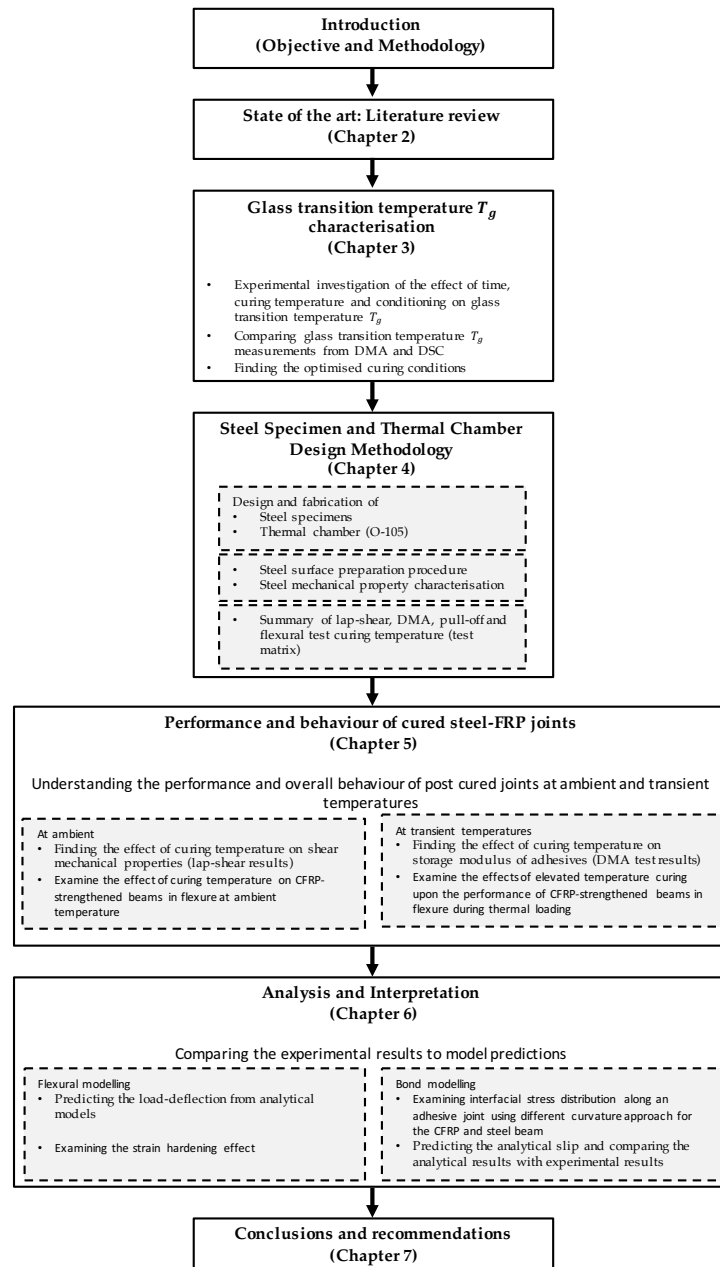 Introduction
(Objective and Methodology)
State of the art: Literature review
(Chapter 2)
Glass transition temperature T_g
characterisation
(Chapter 3)
• Experimental investigation of the effect of time,
curing temperature and conditioning on glass
transition temperature T_g
• Comparing glass transition temperature T_g
measurements from DMA and DSC
• Finding the optimised curing conditions
Steel Specimen and Thermal Chamber
Design Methodology
(Chapter 4)
Design and fabrication of
• Steel specimens
• Thermal chamber (O-105)
• Steel surface preparation procedure
• Steel mechanical property characterisation
• Summary of lap-shear, DMA, pull-off and
flexural test curing temperature (test
matrix)
Performance and behaviour of cured steel-FRP joints
(Chapter 5)
Understanding the performance and overall behaviour of post cured joints at ambient and transient
temperatures
At ambient
• Finding the effect of curing temperature on shear
mechanical properties (lap-shear results)
• Examine the effect of curing temperature on CFRP-
strengthened beams in flexure at ambient
temperature
At transient temperatures
• Finding the effect of curing temperature on
storage modulus of adhesives (DMA test results)
• Examine the effects of elevated temperature curing
upon the performance of CFRP-strengthened beams in
flexure during thermal loading
Analysis and Interpretation
(Chapter 6)
Comparing the experimental results to model predictions
Flexural modelling
• Predicting the load-deflection from analytical
models
• Examining the strain hardening effect
Bond modelling
• Examining interfacial stress distribution along an
adhesive joint using different curvature approach for
the CFRP and steel beam
• Predicting the analytical slip and comparing the
analytical results with experimental results
Conclusions and recommendations
(Chapter 7)